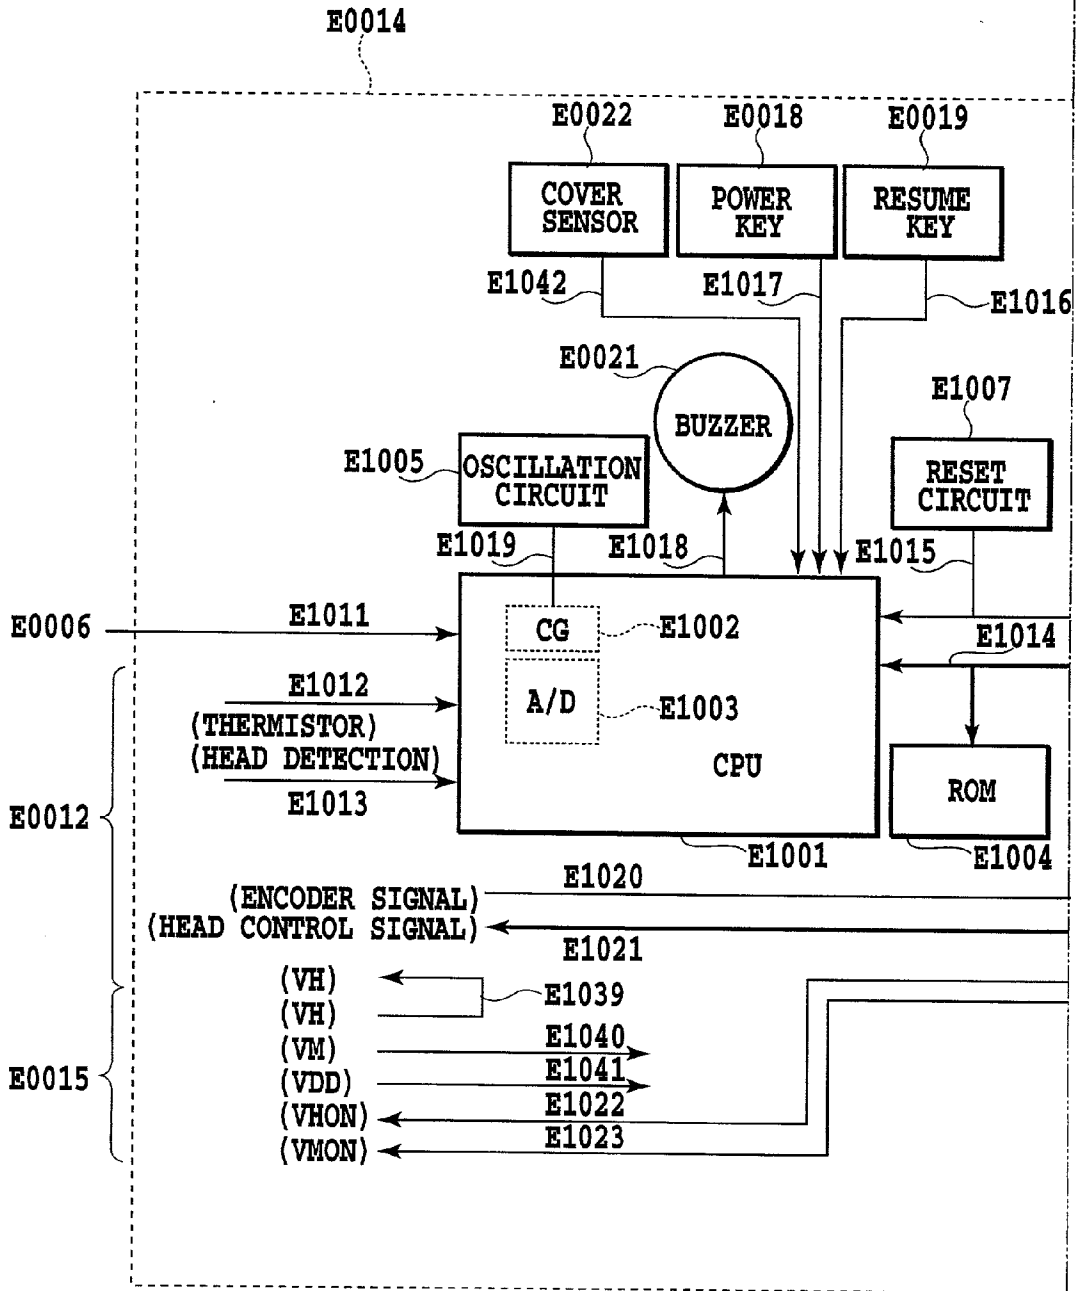 E0014
E0022
E0018
E0019
COVER
SENSOR
POWER
KEY
RESUME
KEY
E1042
E1017
E1016
E0021
BUZZER
E1007
E1005
OSCILLATION
CIRCUIT
RESET
CIRCUIT
E1019
E1018
E1015
E0006
E1011
CG
E1002
E1014
E1012
(THERMISTOR)
A/D
E1003
(HEAD DETECTION)
E1013
CPU
ROM
E0012
E1001
E1004
E1020
(ENCODER SIGNAL)
(HEAD CONTROL SIGNAL)
E1021
(VH)
E1039
(VH)
(VM)
E1040
E0015
(VDD)
E1041
(VHON)
E1022
(VMON)
E1023